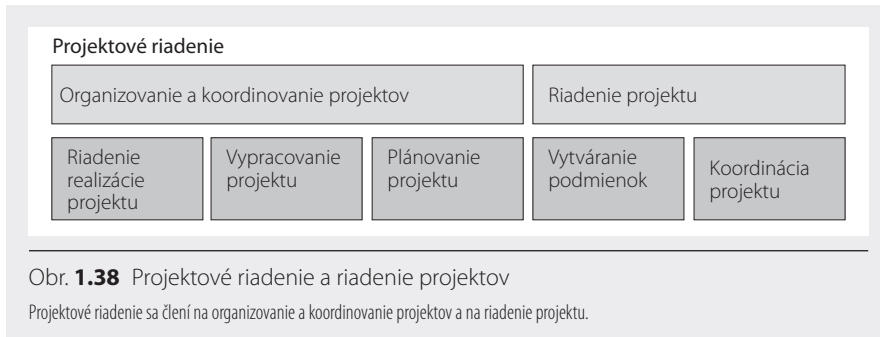 Projektové riadenie
Organizovanie a koordinovanie projektov
Riadenie projektu
Riadenie
realizácie
projektu
Vypracovanie
projektu
Plánovanie
projektu
Vytváranie
podmienok
Koordinácia
projektu
Obr. 1.38 Projektové riadenie a riadenie projektov
Projektové riadenie sa člení na organizovanie a koordinovanie projektov a na riadenie projektu.